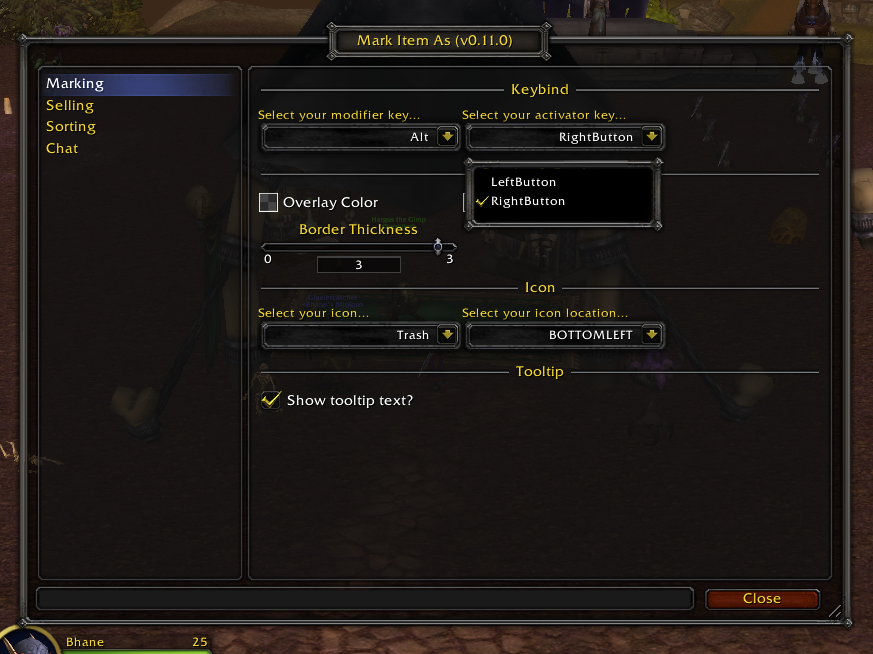 Mark Item As (v0.11.0)
Marking
Selling
Sorting
Chat
Keybind
Select your modifier key...
Select your activator key...
Alt
RightButton
LeftButton
RightButton
Overlay Color
Border Thickness
0
3
3
Icon
Select your icon...
Select your icon location...
Trash
BOTTOMLEFT
Tooltip
Show tooltip text?
Close
Bhane
25